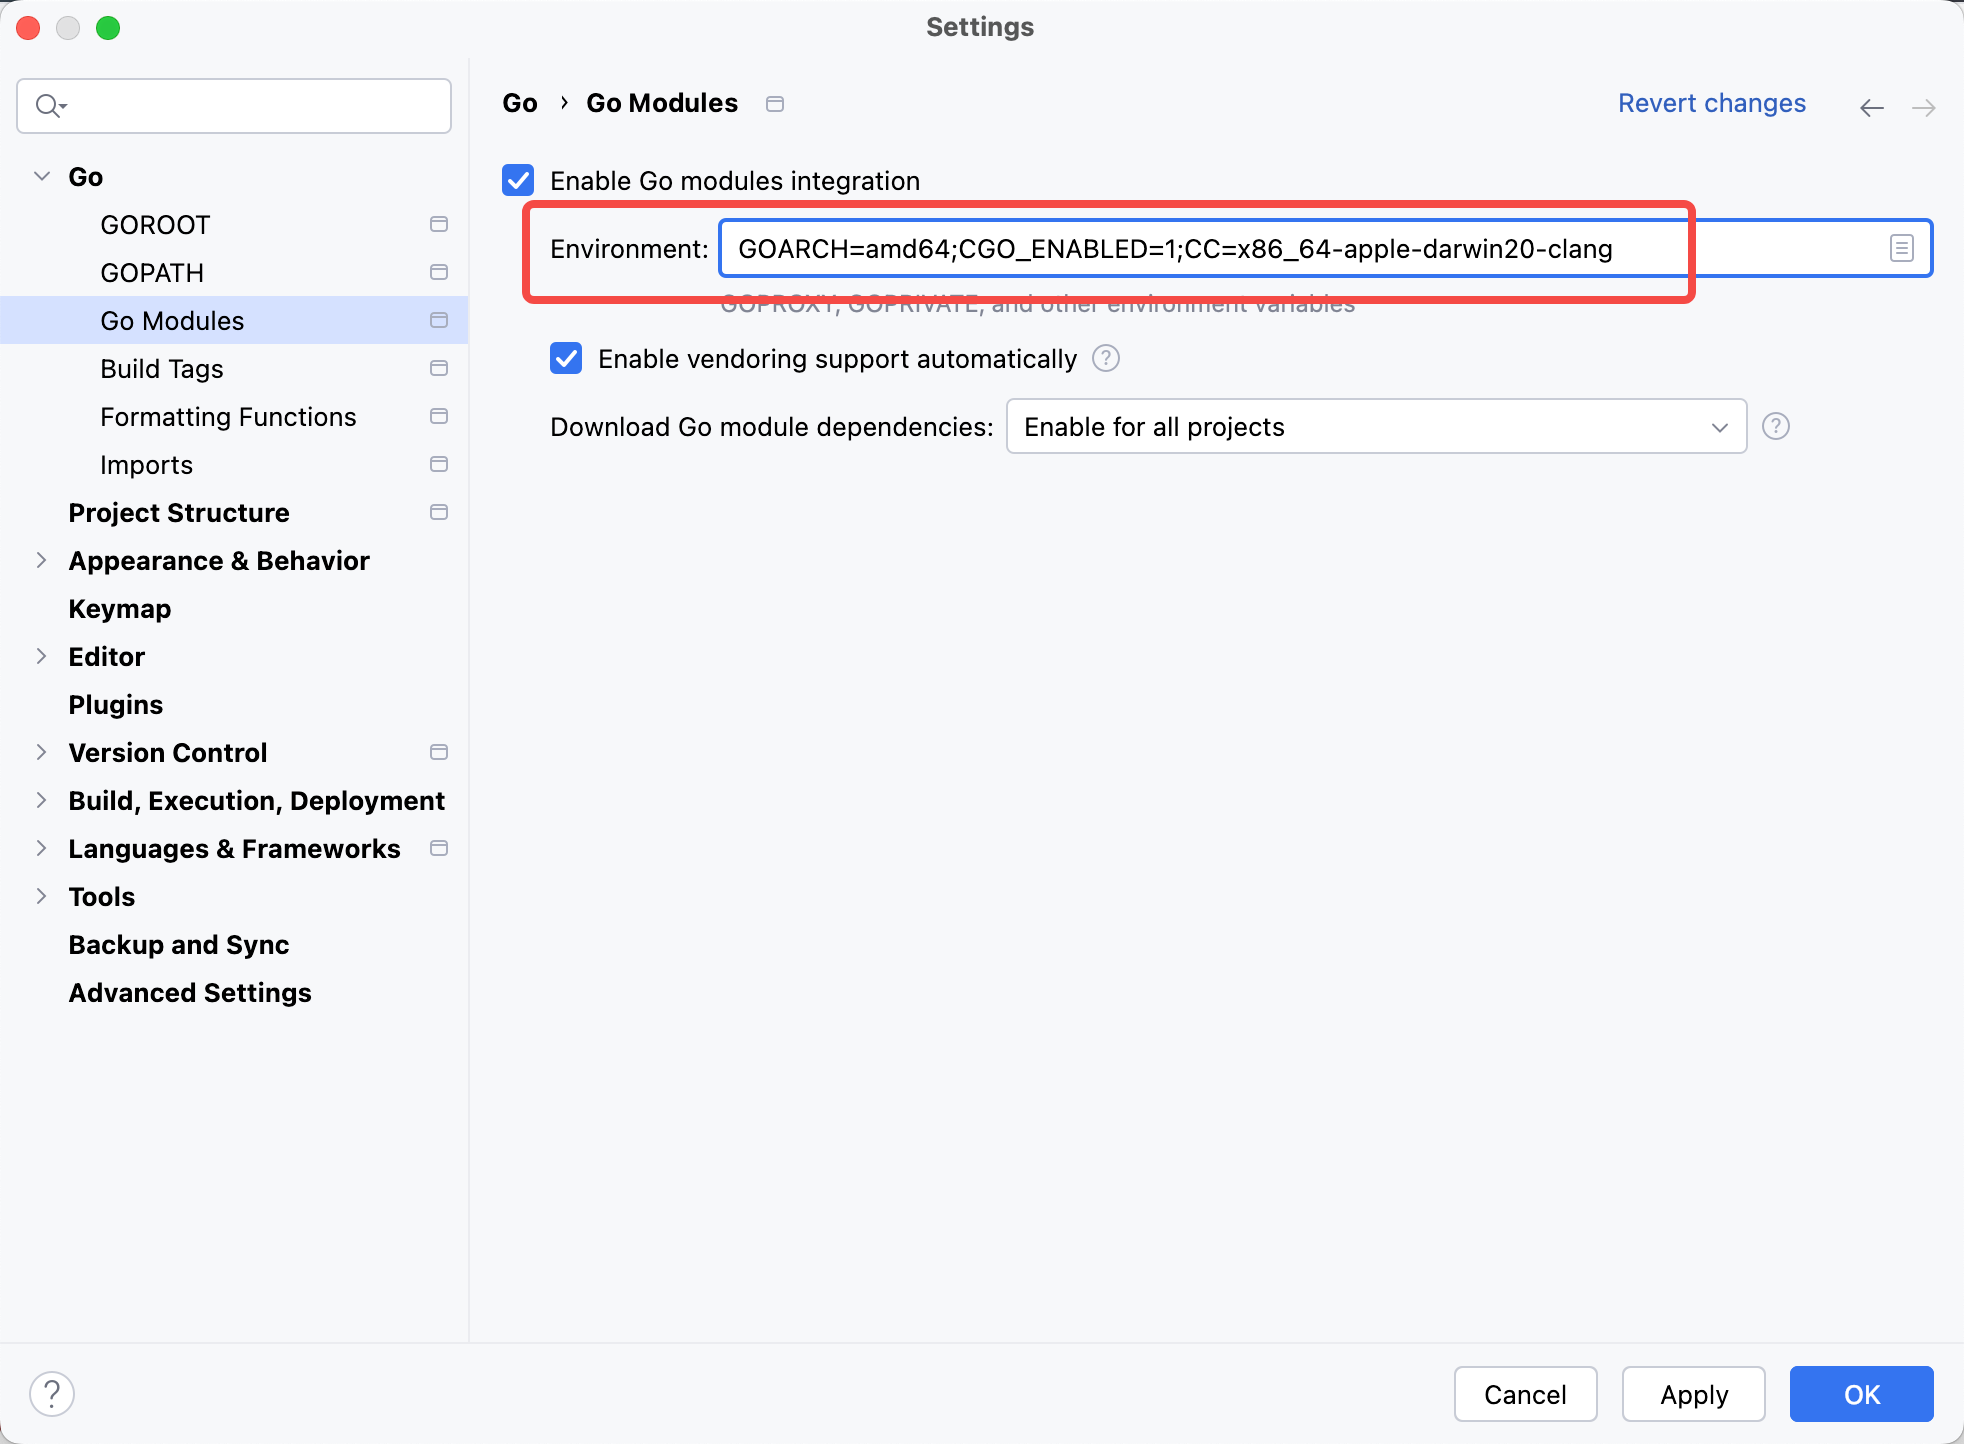 Settings
Go › Go Modules
Revert changes
Go
GOROOT
GOPATH
Go Modules
Build Tags
Formatting Functions
Imports
Project Structure
Appearance & Behavior
Keymap
Editor
Plugins
Version Control
Build, Execution, Deployment
Languages & Frameworks
Tools
Backup and Sync
Advanced Settings
Enable Go modules integration
Environment: GOARCH=amd64;CGO_ENABLED=1;CC=x86_64-apple-darwin20-clang
GOPROXY, GOPRIVATE, and other environment variables
Enable vendoring support automatically ?
Download Go module dependencies: Enable for all projects ?
?
Cancel
Apply
OK